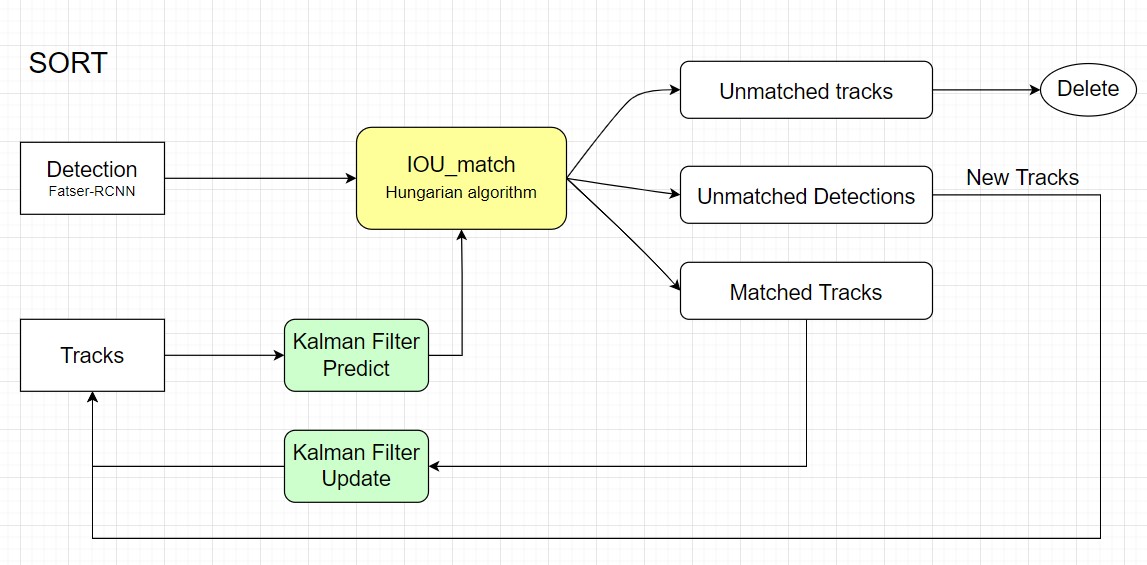 SORT
Unmatched tracks
Delete
Detection
Fatser-RCNN
IOU_match
Hungarian algorithm
New Tracks
Unmatched Detections
Matched Tracks
Tracks
Kalman Filter
Predict
Kalman Filter
Update